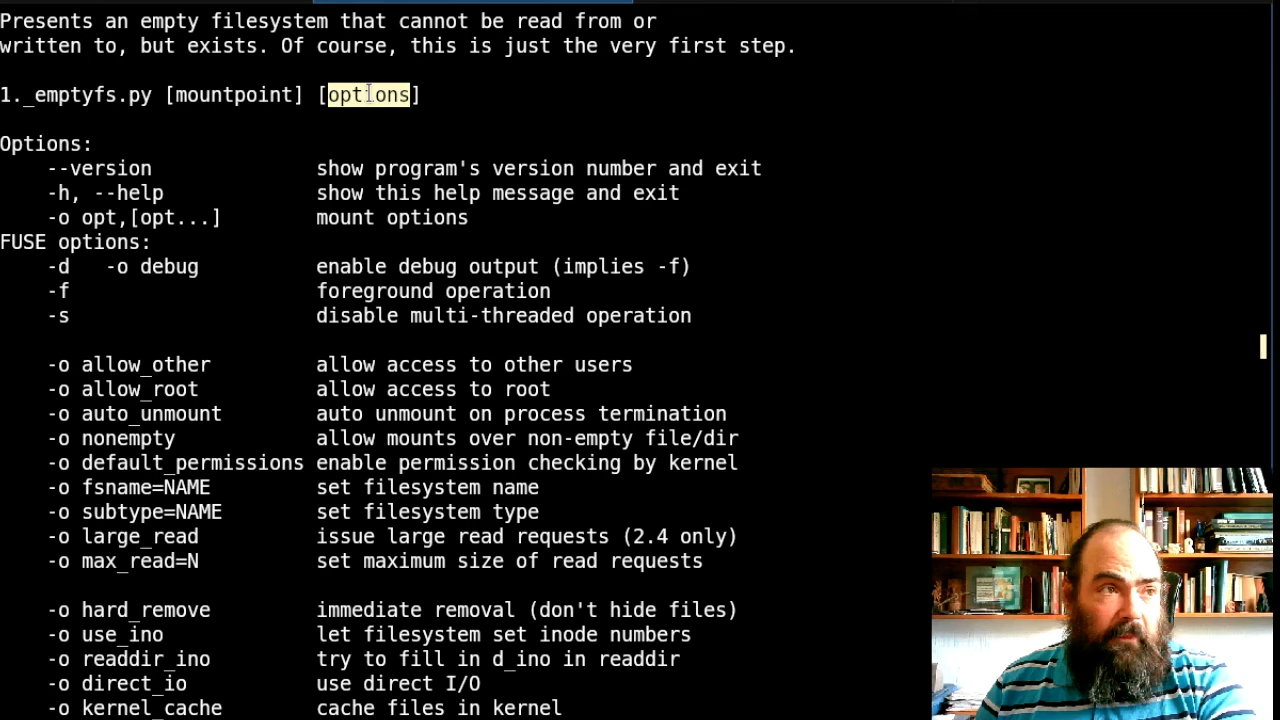 Presents an empty filesystem that cannot be read from or
written to, but exists. Of course, this is just the very first step.
1._emptyfs.py [mountpoint] [options]
Options:
--version show program's version number and exit
-h, --help show this help message and exit
-o opt,[opt...] mount options
FUSE options:
-d -o debug enable debug output (implies -f)
-f foreground operation
-s disable multi-threaded operation
-o allow_other allow access to other users
-o allow_root allow access to root
-o auto_unmount auto unmount on process termination
-o nonempty allow mounts over non-empty file/dir
-o default_permissions enable permission checking by kernel
-o fsname=NAME set filesystem name
-o subtype=NAME set filesystem type
-o large_read issue large read requests (2.4 only)
-o max_read=N set maximum size of read requests
-o hard_remove immediate removal (don't hide files)
-o use_ino let filesystem set inode numbers
-o readdir_ino try to fill in d_ino in readdir
-o direct_io use direct I/O
-o kernel_cache cache files in kernel